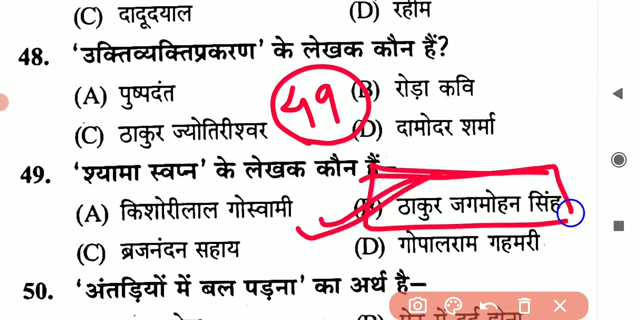 (C) दादूदयाल (D) रहीम
48. 'उक्तिव्यक्तिप्रकरण' के लेखक कौन हैं?
(A) पुष्पदंत (B) रोड़ा कवि
49
(C) ठाकुर ज्योतिरीश्वर (D) दामोदर शर्मा
49. 'श्यामा स्वप्न' के लेखक कौन हैं–
(A) किशोरीलाल गोस्वामी (B) ठाकुर जगमोहन सिंह
(C) ब्रजनंदन सहाय (D) गोपालराम गहमरी
50. 'अंतड़ियों में बल पड़ना' का अर्थ है–